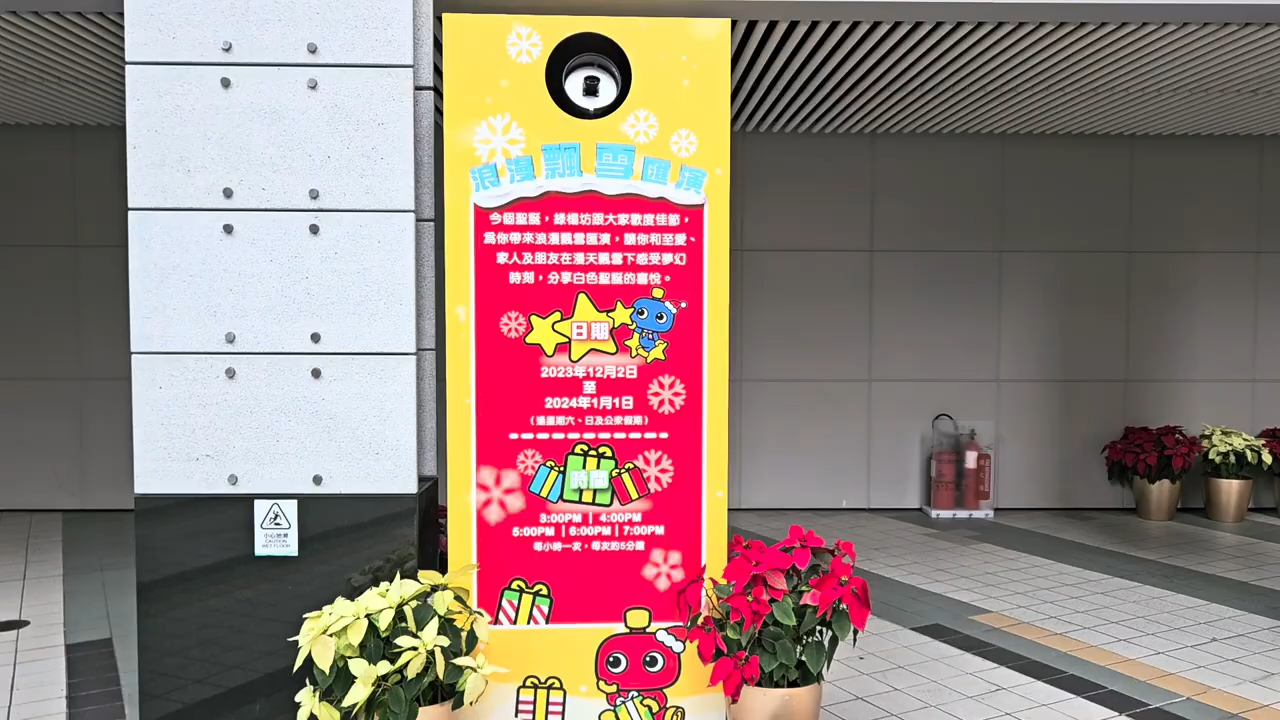 浪漫飄雪匯演
今個聖誕，綠楊坊跟大家歡度佳節，
為你帶來浪漫飄雪匯演，讓你和至愛、
家人及朋友在漫天飄雪下感受夢幻
時刻，分享白色聖誕的喜悅。
日期
2023年12月2日
至
2024年1月1日
（逢星期六、日及公眾假期）
時間
3:00PM | 4:00PM
5:00PM | 6:00PM | 7:00PM
每小時一次，每次約5分鐘
小心地滑
CAUTION
WET FLOOR